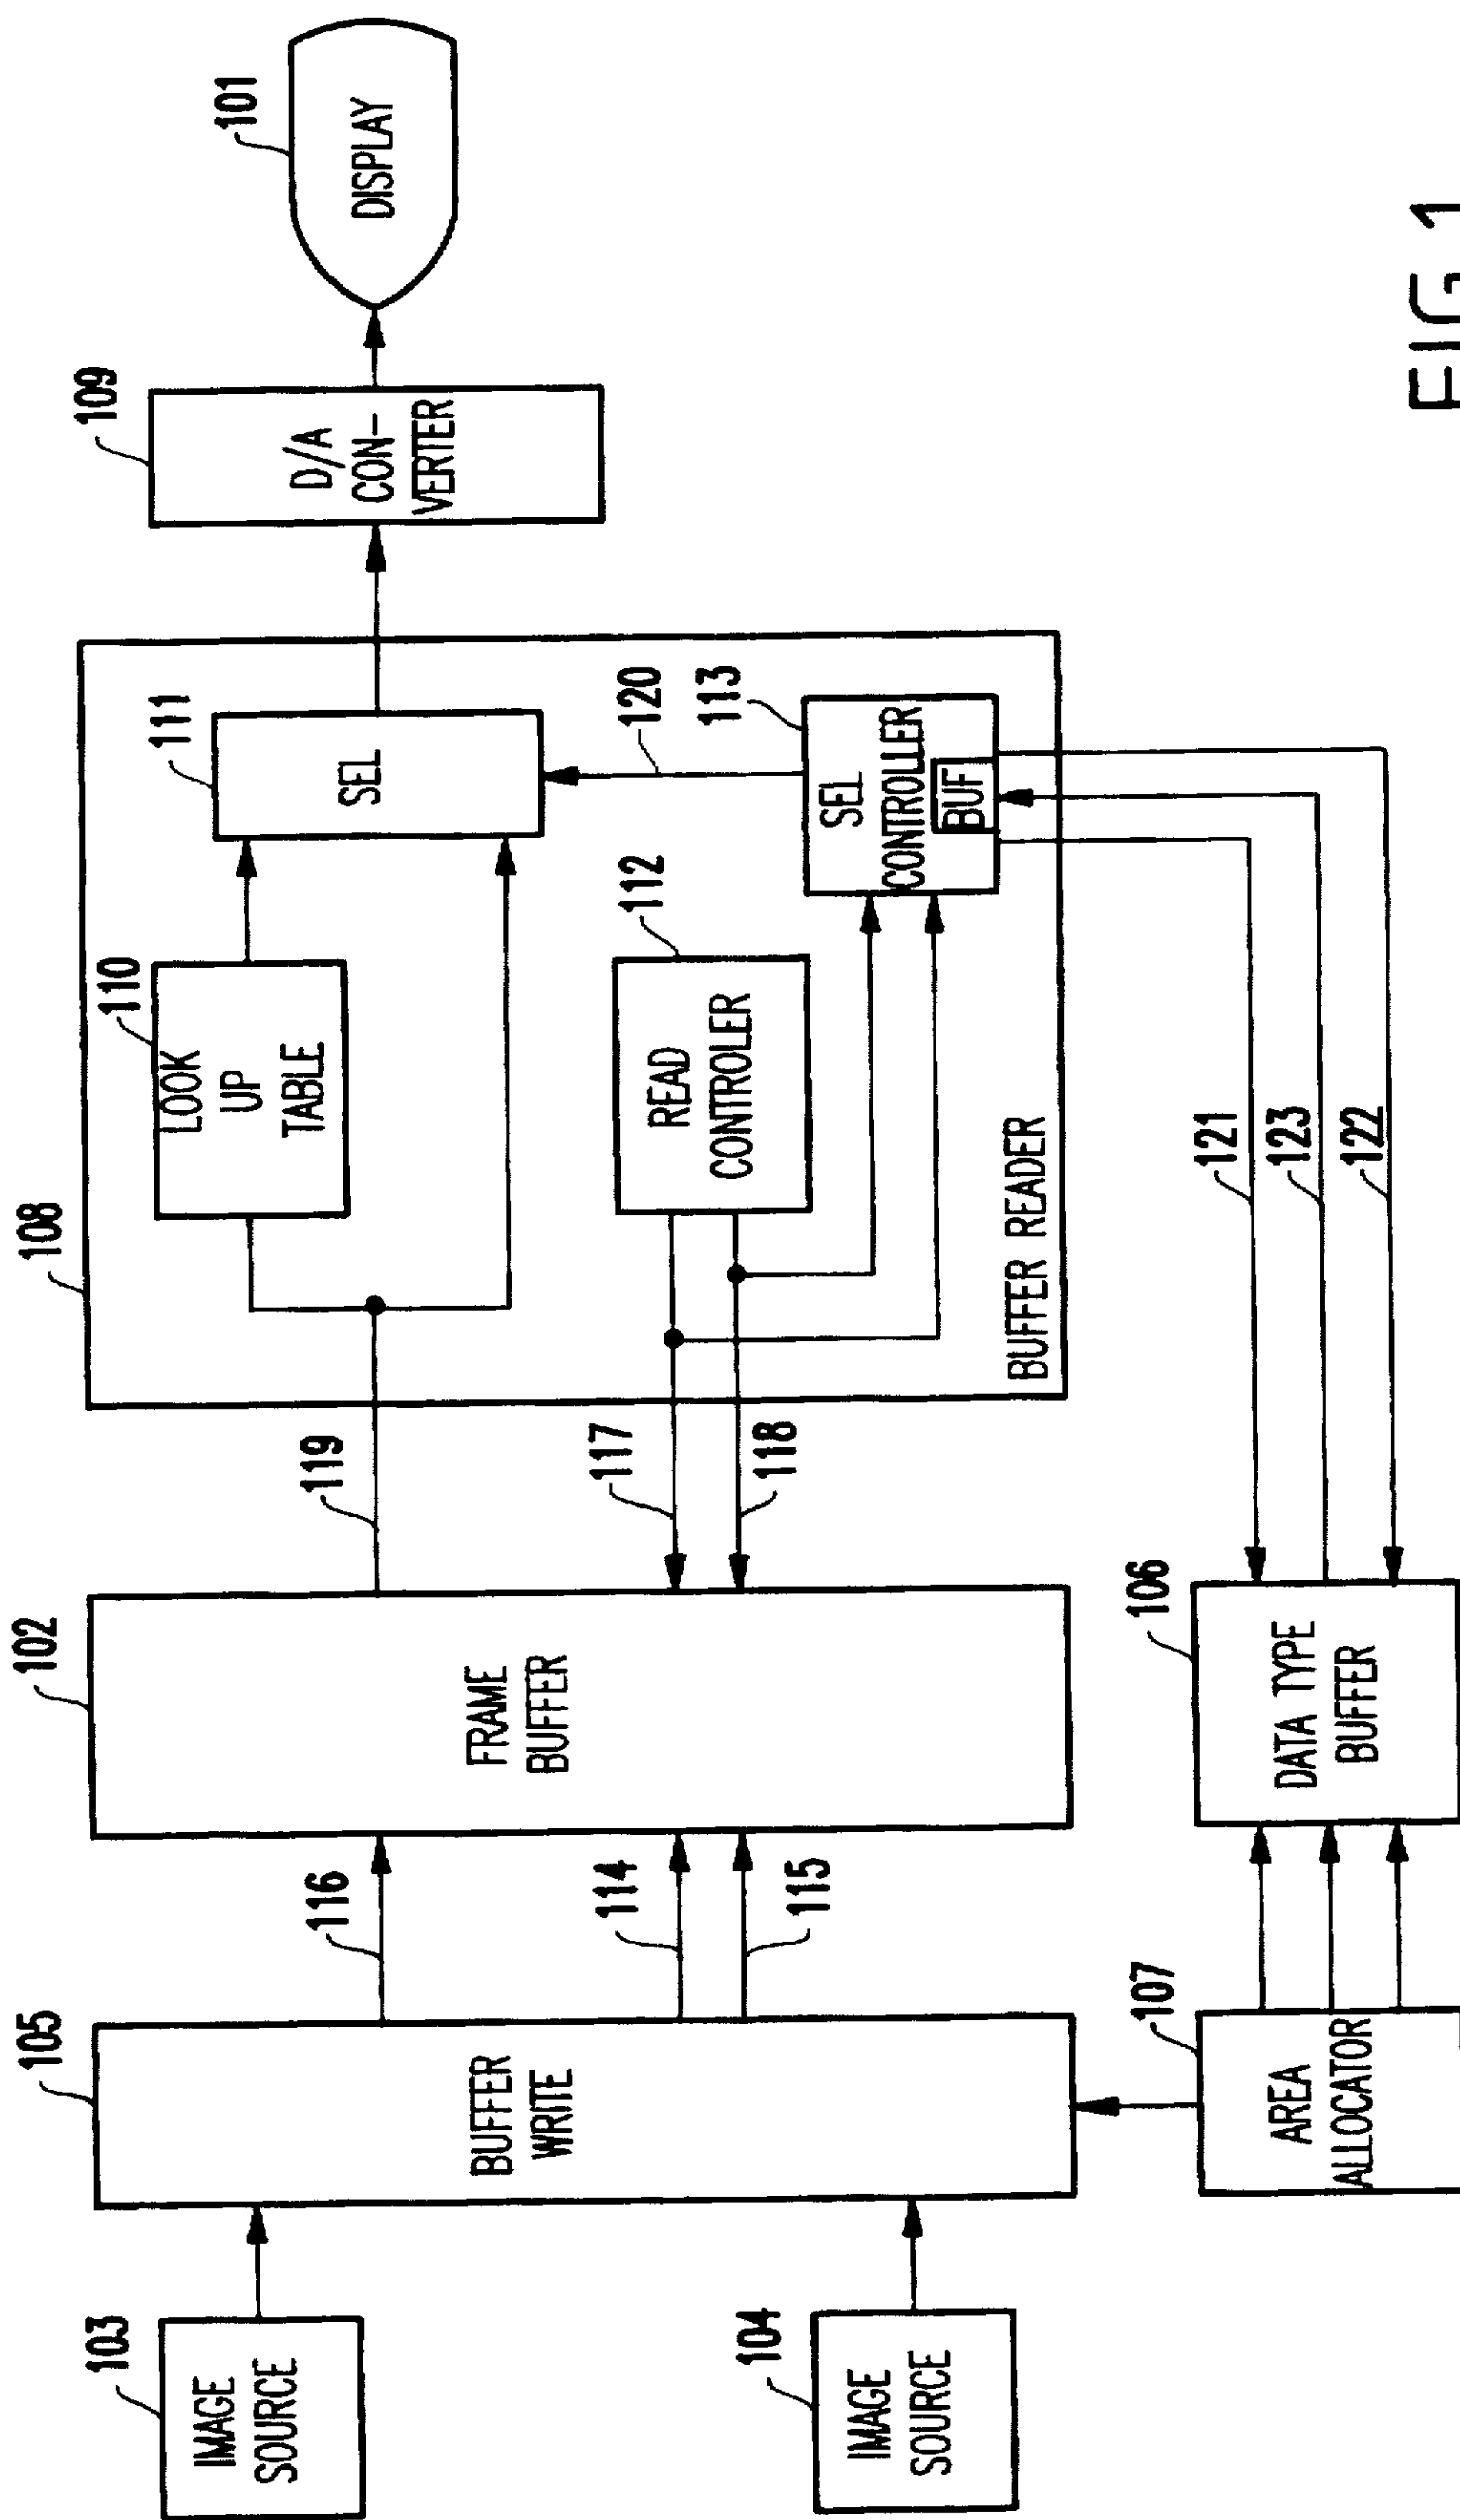 103
IMAGE
SOURCE
104
IMAGE
SOURCE
105
BUFFER
WRITE
107
AREA
ALLOCATOR
116
114
115
102
FRAME
BUFFER
106
DATA TYPE
BUFFER
119
117
118
121
123
122
108
BUFFER READER
110
LOOK
UP
TABLE
112
READ
CONTROLER
111
SEL
120
113
SEL
CONTROLLER
BUF
109
D/A
CON-
VERTER
101
DISPLAY
FIG. 1